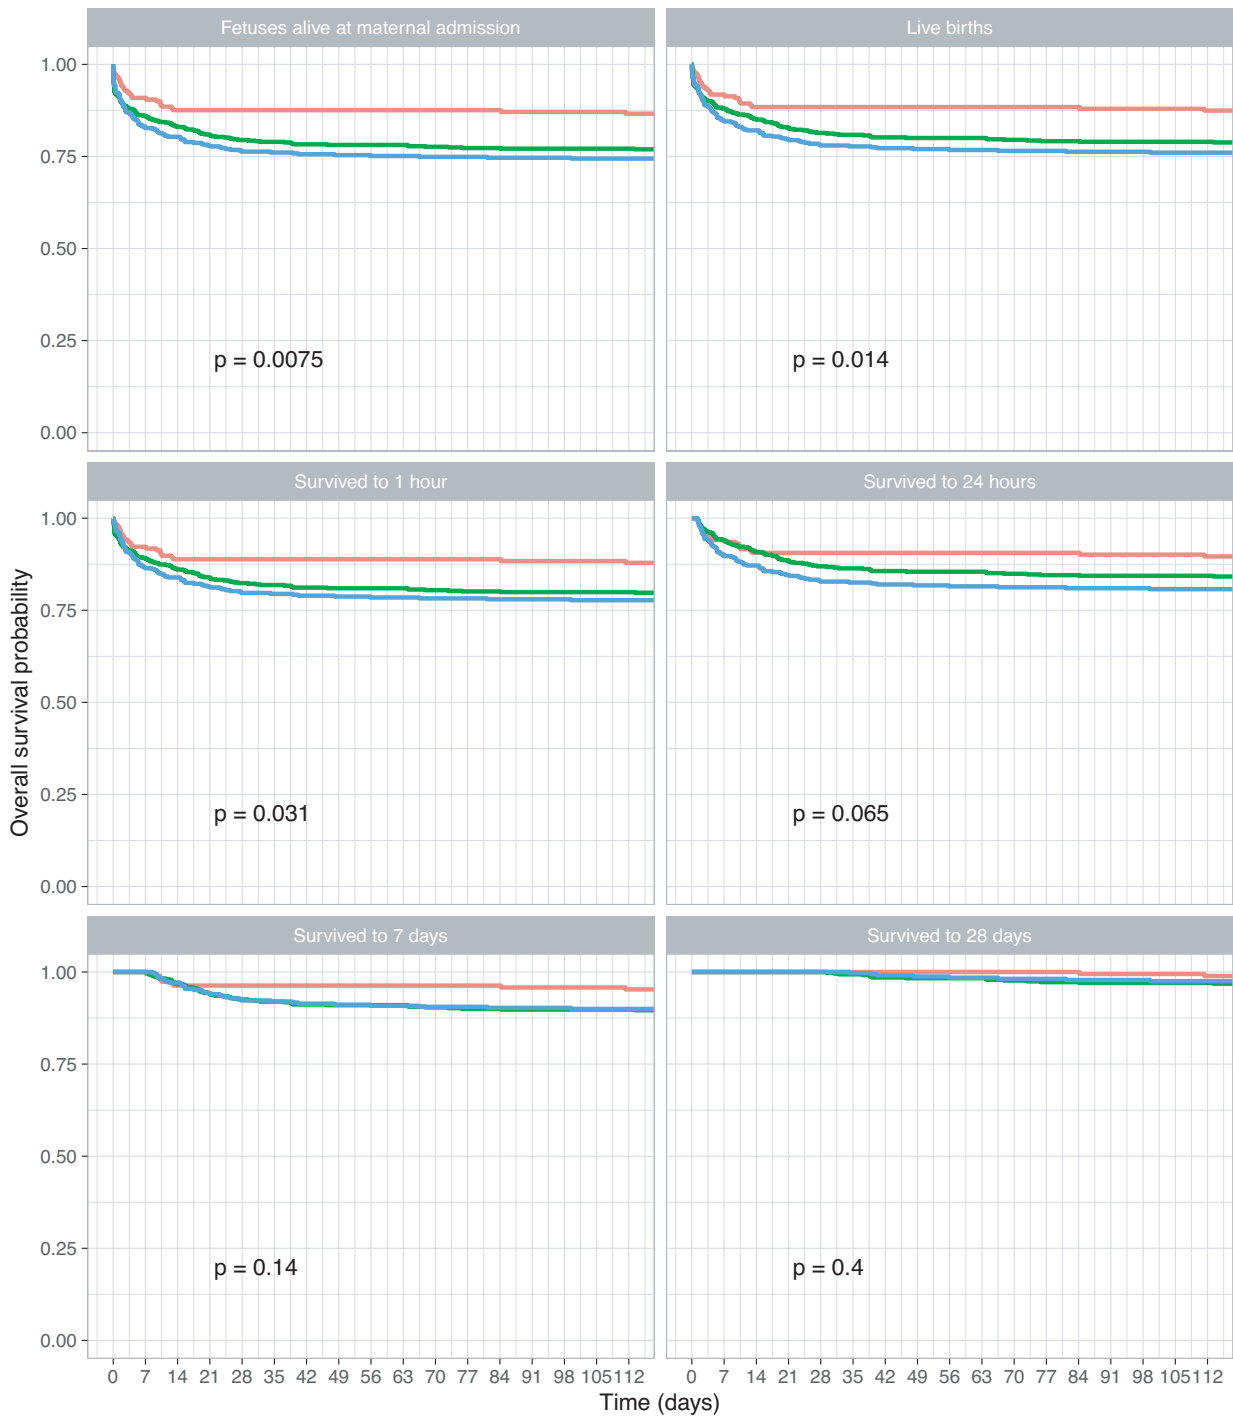 Fetuses alive at maternal admission
Live births
1.00
0.75
0.50
0.25
0.00
p = 0.0075
p = 0.014
Survived to 1 hour
Survived to 24 hours
1.00
0.75
0.50
0.25
0.00
p = 0.031
p = 0.065
Overall survival probability
Survived to 7 days
Survived to 28 days
1.00
0.75
0.50
0.25
0.00
p = 0.14
p = 0.4
0 7 14 21 28 35 42 49 56 63 70 77 84 91 98 105 112
0 7 14 21 28 35 42 49 56 63 70 77 84 91 98 105 112
Time (days)